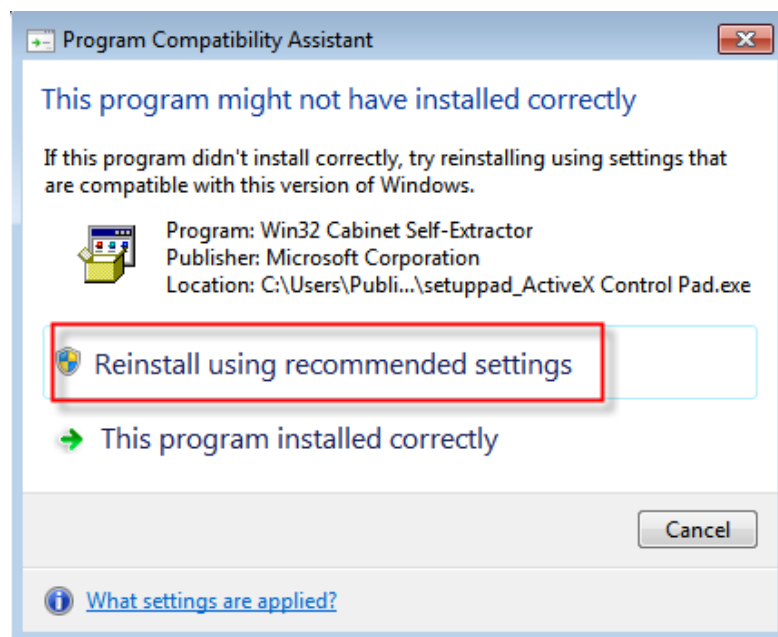 Program Compatibility Assistant
This program might not have installed correctly
If this program didn't install correctly, try reinstalling using settings that
are compatible with this version of Windows.
Program: Win32 Cabinet Self-Extractor
Publisher: Microsoft Corporation
Location: C:\Users\Publi...\setuppad_ActiveX Control Pad.exe
Reinstall using recommended settings
This program installed correctly
Cancel
What settings are applied?